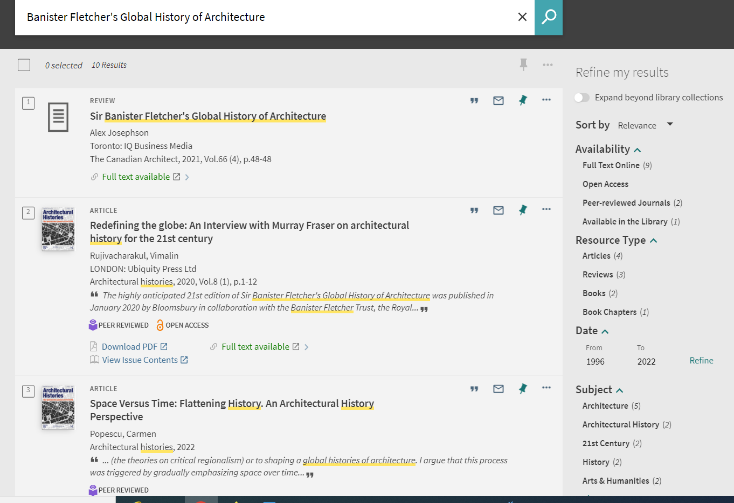 Banister Fletcher's Global History of Architecture
0 selected 10 Results
1
REVIEW
Sir Banister Fletcher's Global History of Architecture
Alex Josephson
Toronto: IQ Business Media
The Canadian Architect, 2021, Vol.66 (4), p.48-48
Full text available
2
ARTICLE
Redefining the globe: An Interview with Murray Fraser on architectural
history for the 21st century
Rujivacharakul, Vimalin
LONDON: Ubiquity Press Ltd
Architectural histories, 2020, Vol.8 (1), p.1-12
The highly anticipated 21st edition of Sir Banister Fletcher's Global History of Architecture was published in
January 2020 by Bloomsbury in collaboration with the Banister Fletcher Trust, the Royal...
PEER REVIEWED OPEN ACCESS
Download PDF Full text available
View Issue Contents
Architectural
Histories
3
ARTICLE
Space Versus Time: Flattening History. An Architectural History
Perspective
Popescu, Carmen
Architectural histories, 2022
... (the theories on critical regionalism) or to shaping a global histories of architecture. I argue that this process
was triggered by gradually emphasizing space over time...
PEER REVIEWED
Architectural
Histories
Refine my results
Expand beyond library collections
Sort by Relevance
Availability
Full Text Online (9)
Open Access
Peer-reviewed Journals (2)
Available in the Library (1)
Resource Type
Articles (4)
Reviews (3)
Books (2)
Book Chapters (1)
Date
From To
1996 2022 Refine
Subject
Architecture (5)
Architectural History (2)
21st Century (2)
History (2)
Arts & Humanities (2)